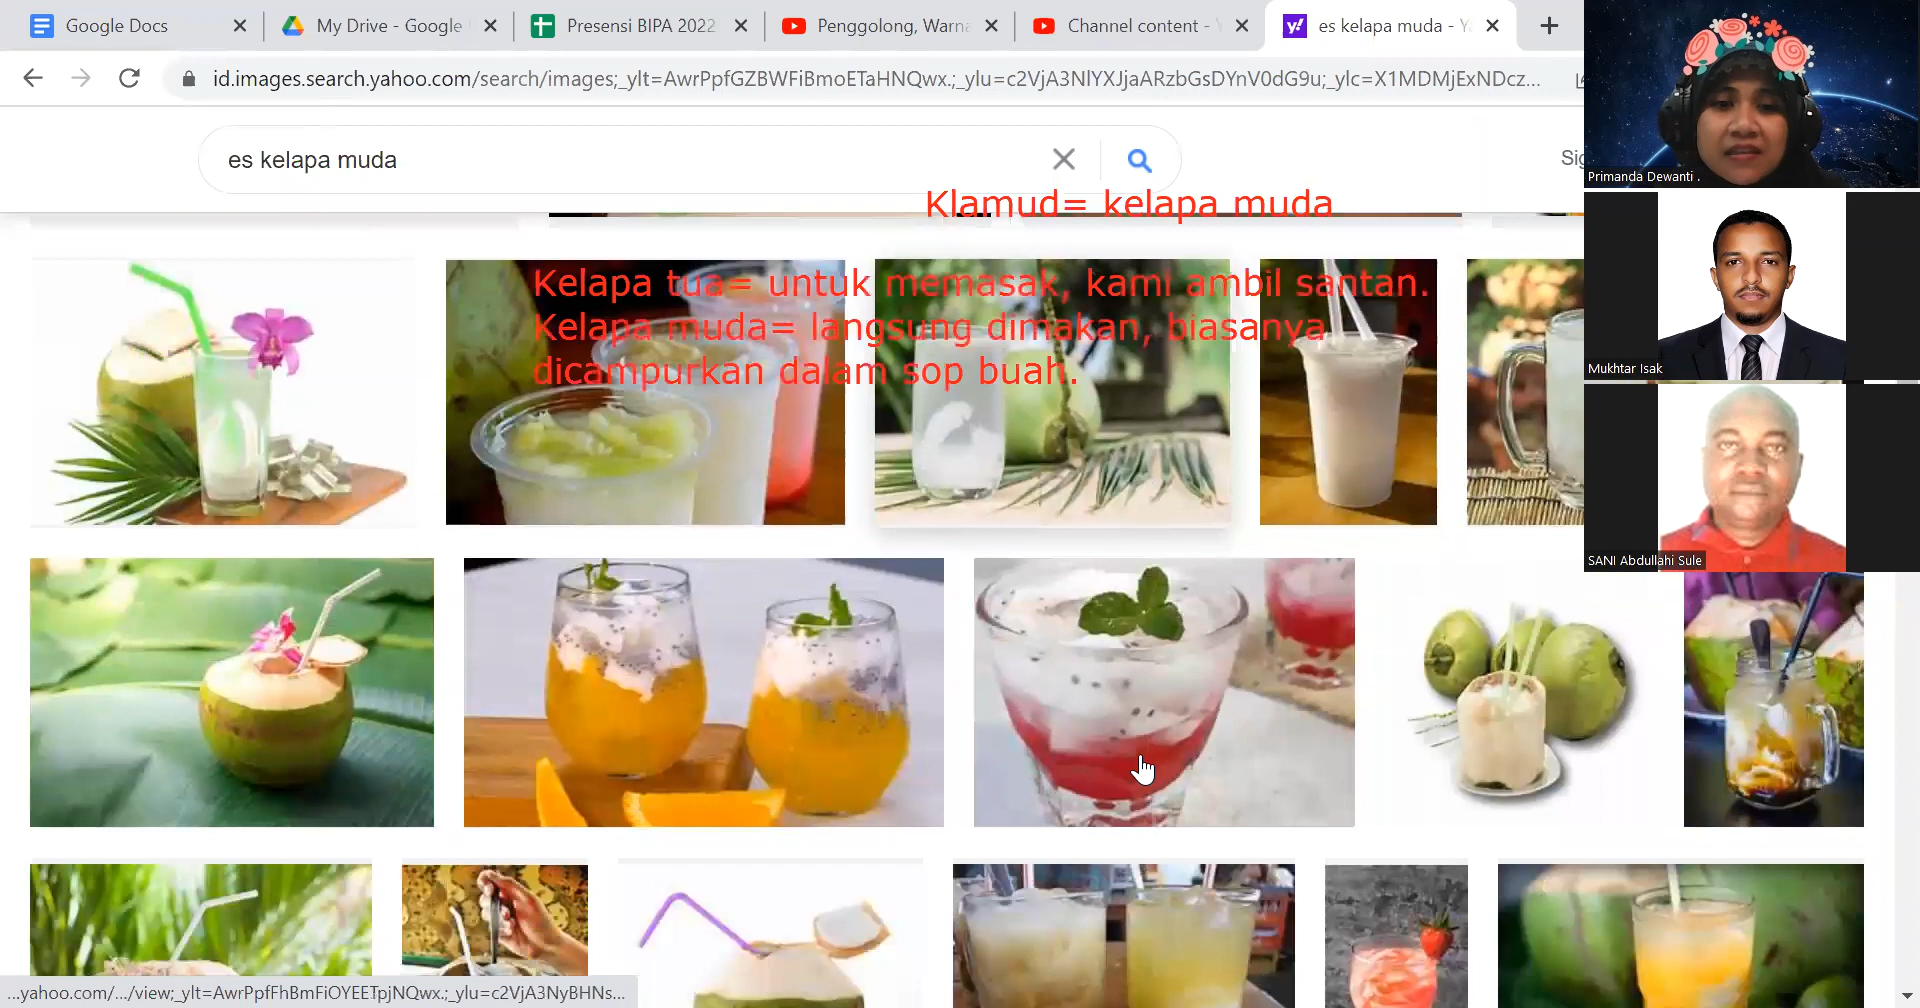 Google Docs
My Drive - Google
Presensi BIPA 2022
Penggolong, Warna
Channel content -
es kelapa muda - Y
id.images.search.yahoo.com/search/images;_ylt=AwrPpfGZBWFiBmoETaHNQwx.;_ylu=c2VjA3NlYXJjaARzbGsDYnV0dG9u;_ylc=X1MDMjExNDcz...
es kelapa muda
Sig
Klamud= kelapa muda
Kelapa tua= untuk memasak, kami ambil santan.
Kelapa muda= langsung dimakan, biasanya
dicampurkan dalam sop buah.
Primanda Dewanti .
Mukhtar Isak
SANI Abdullahi Sule
...yahoo.com/.../view;_ylt=AwrPpfFhBmFiOYEETpjNQwx.;_ylu=c2VjA3NyBHNs...